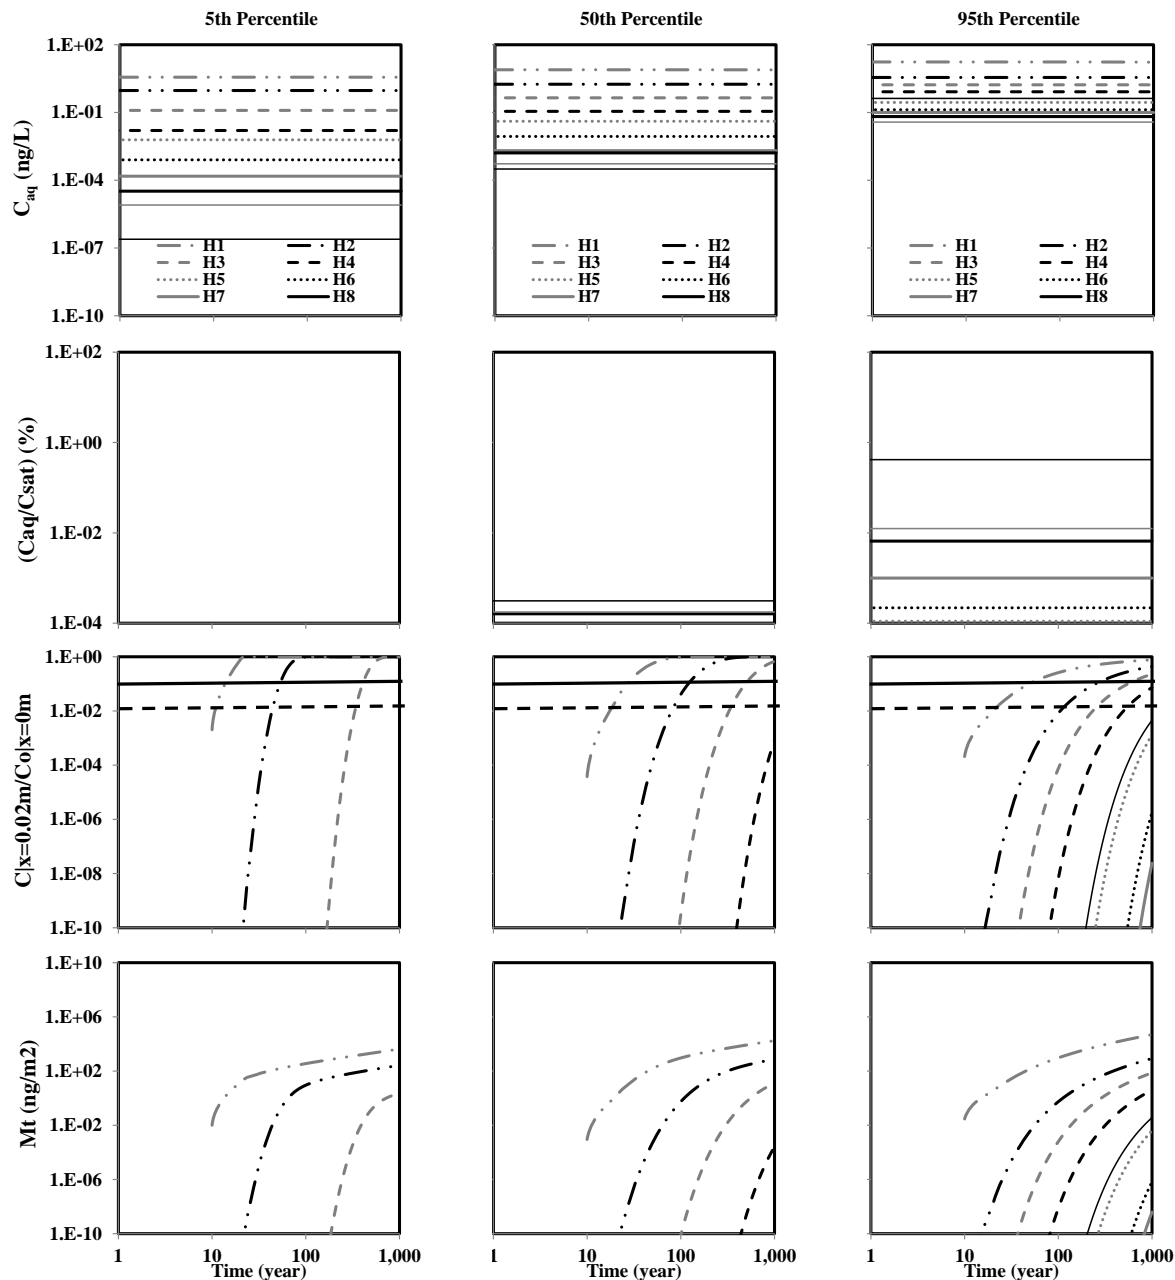 5th Percentile 50th Percentile 95th Percentile
C_aq (ng/L)
1.E+02
1.E-01
1.E-04
1.E-07
1.E-10
H1 H2
H3 H4
H5 H6
H7 H8
H1 H2
H3 H4
H5 H6
H7 H8
H1 H2
H3 H4
H5 H6
H7 H8
(Caq/Csat) (%)
1.E+02
1.E+00
1.E-02
1.E-04
C|x=0.02m/Co|x=0m
1.E+00
1.E-02
1.E-04
1.E-06
1.E-08
1.E-10
Mt (ng/m2)
1.E+10
1.E+06
1.E+02
1.E-02
1.E-06
1.E-10
1 10 100 1,000 1 10 100 1,000 1 10 100 1,000
Time (year) Time (year) Time (year)